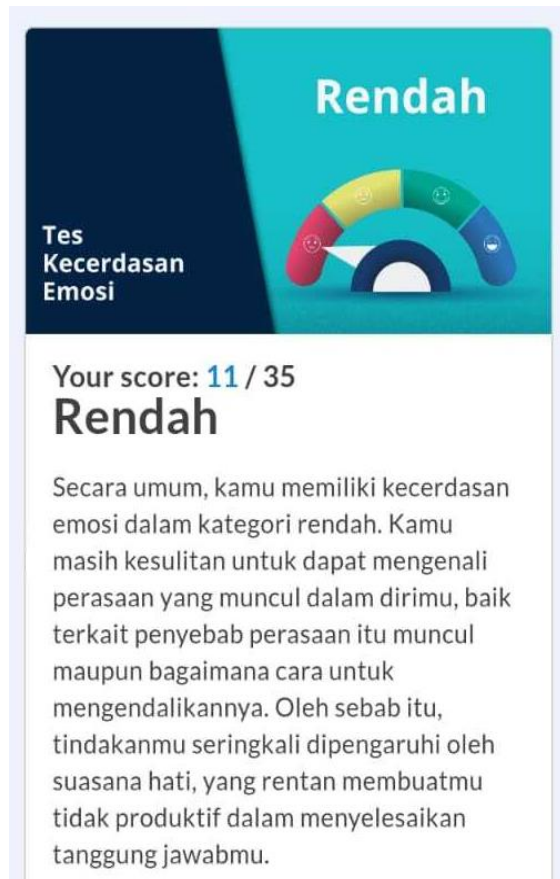 Rendah
Tes
Kecerdasan
Emosi
Your score: 11 / 35
Rendah
Secara umum, kamu memiliki kecerdasan
emosi dalam kategori rendah. Kamu
masih kesulitan untuk dapat mengenali
perasaan yang muncul dalam dirimu, baik
terkait penyebab perasaan itu muncul
maupun bagaimana cara untuk
mengendalikannya. Oleh sebab itu,
tindakanmu seringkali dipengaruhi oleh
suasana hati, yang rentan membuatmu
tidak produktif dalam menyelesaikan
tanggung jawabmu.